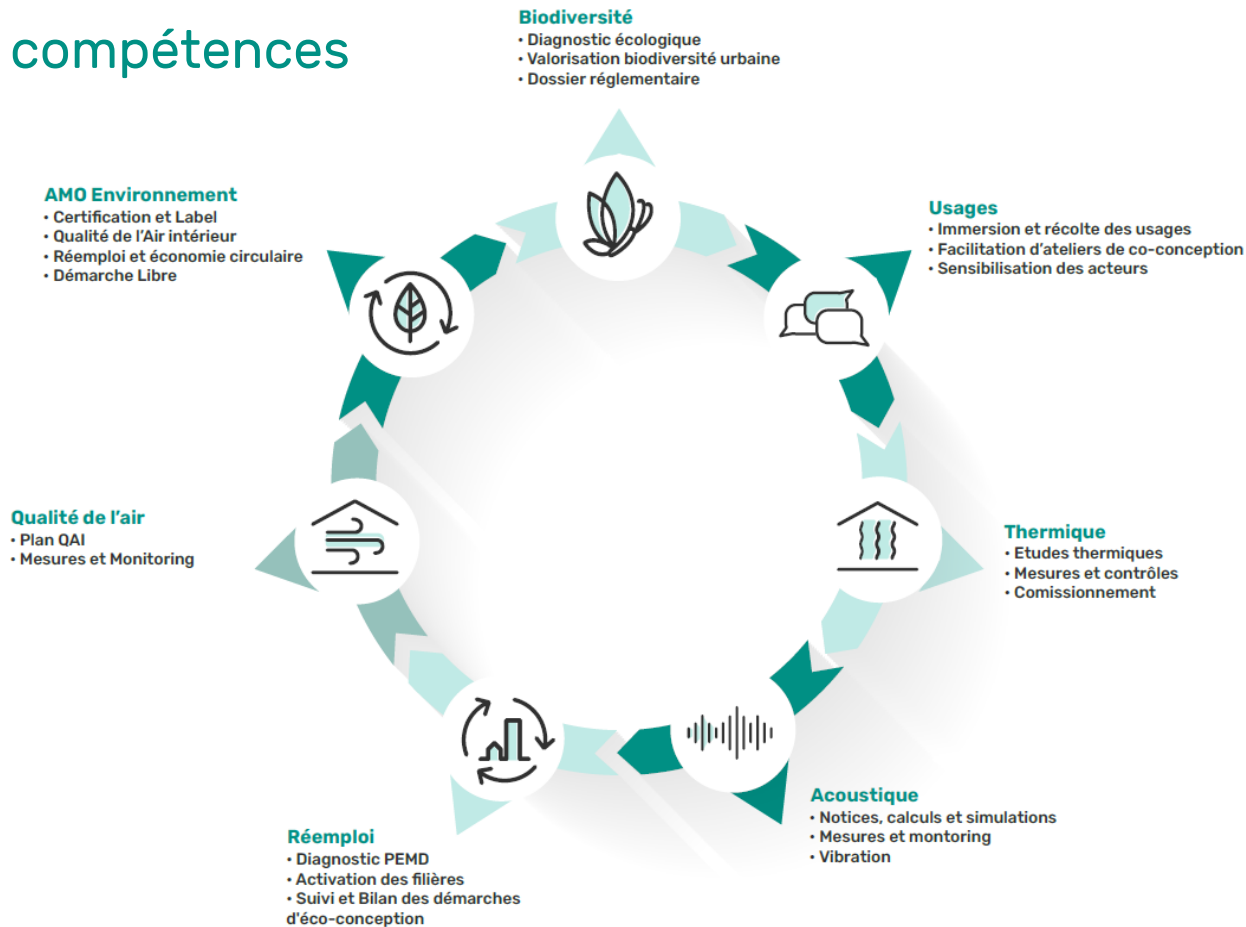 compétences
Biodiversité
• Diagnostic écologique
• Valorisation biodiversité urbaine
• Dossier réglementaire
Usages
• Immersion et récolte des usages
• Facilitation d'ateliers de co-conception
• Sensibilisation des acteurs
Thermique
• Etudes thermiques
• Mesures et contrôles
• Comissionnement
Acoustique
• Notices, calculs et simulations
• Mesures et montoring
• Vibration
Réemploi
• Diagnostic PEMD
• Activation des filières
• Suivi et Bilan des démarches
d'éco-conception
Qualité de l'air
• Plan QAI
• Mesures et Monitoring
AMO Environnement
• Certification et Label
• Qualité de l'Air intérieur
• Réemploi et économie circulaire
• Démarche Libre